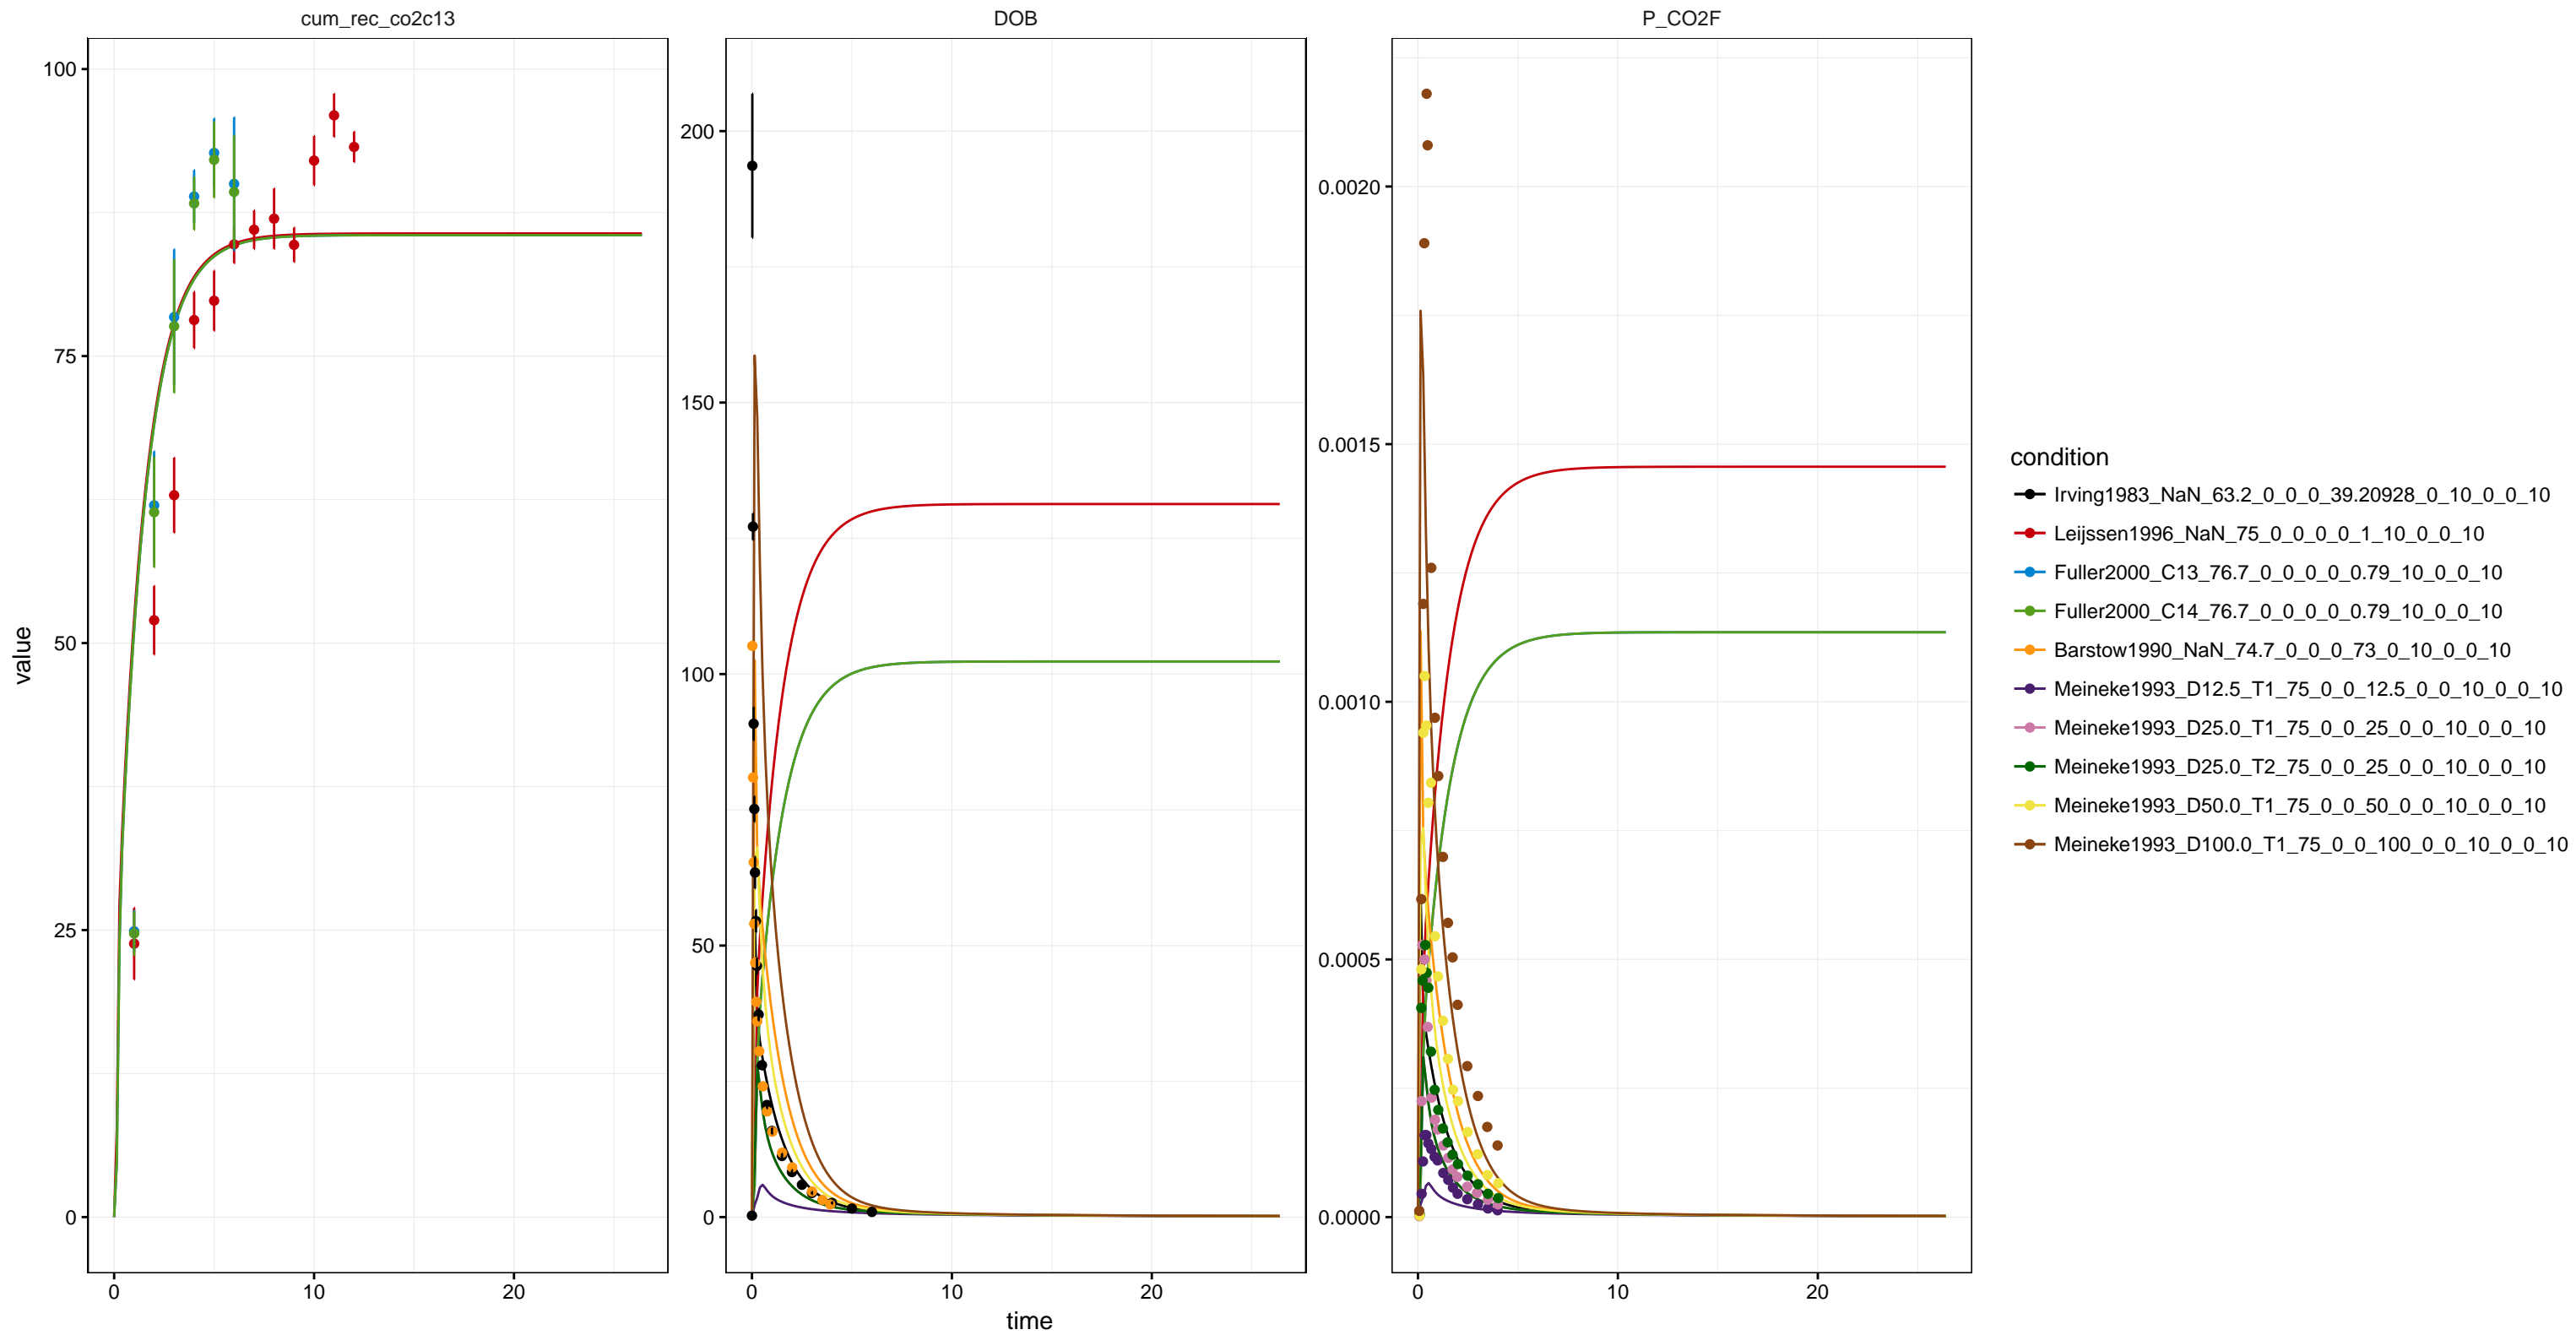 cum_rec_co2c13
DOB
P_CO2F
value
100
75
50
25
0
200
150
100
50
0
0.0020
0.0015
0.0010
0.0005
0.0000
0 10 20
0 10 20
0 10 20
time
condition
Irving1983_NaN_63.2_0_0_0_39.20928_0_10_0_0_10
Leijssen1996_NaN_75_0_0_0_0_1_10_0_0_10
Fuller2000_C13_76.7_0_0_0_0_0.79_10_0_0_10
Fuller2000_C14_76.7_0_0_0_0_0.79_10_0_0_10
Barstow1990_NaN_74.7_0_0_0_73_0_10_0_0_10
Meineke1993_D12.5_T1_75_0_0_12.5_0_0_10_0_0_10
Meineke1993_D25.0_T1_75_0_0_25_0_0_10_0_0_10
Meineke1993_D25.0_T2_75_0_0_25_0_0_10_0_0_10
Meineke1993_D50.0_T1_75_0_0_50_0_0_10_0_0_10
Meineke1993_D100.0_T1_75_0_0_100_0_0_10_0_0_10